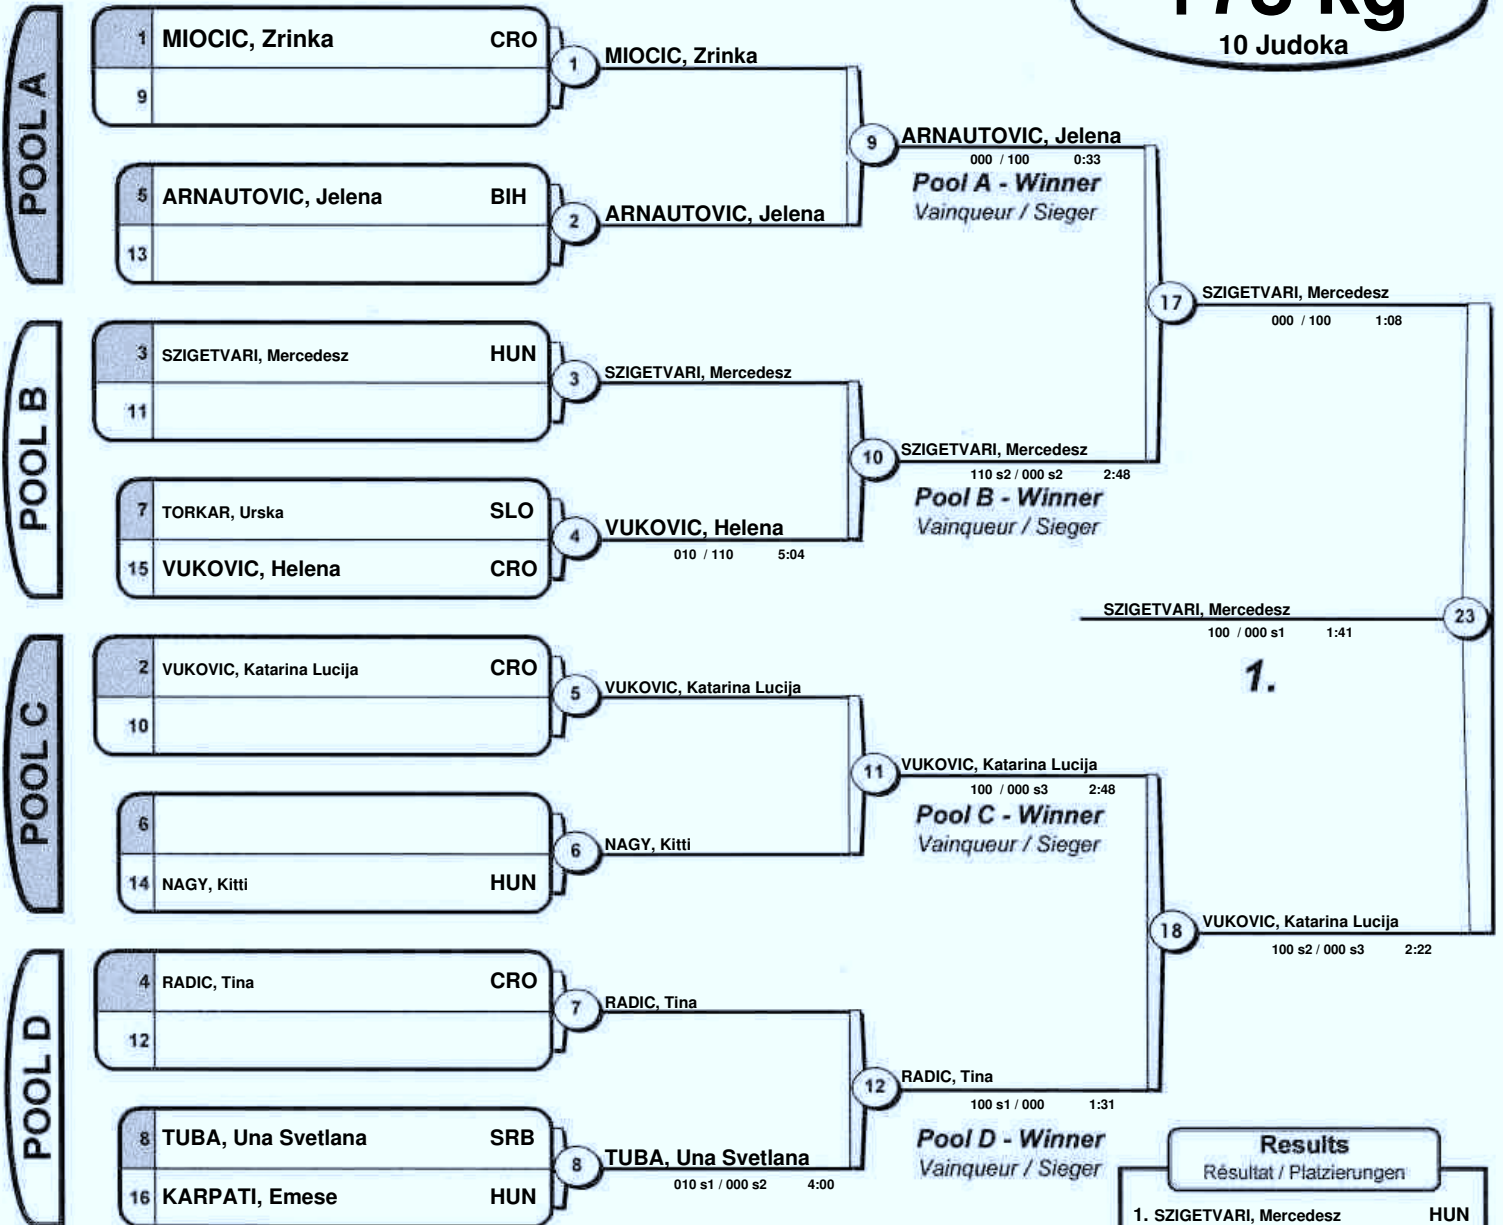 10 Judoka
POOL A
1 MIOCIC, Zrinka CRO
9
1 MIOCIC, Zrinka
5 ARNAUTOVIC, Jelena BIH
13
2 ARNAUTOVIC, Jelena
9 ARNAUTOVIC, Jelena
000 / 100 0:33
Pool A - Winner
Vainqueur / Sieger
POOL B
3 SZIGETVARI, Mercedesz HUN
11
3 SZIGETVARI, Mercedesz
7 TORKAR, Urska SLO
15 VUKOVIC, Helena CRO
4 VUKOVIC, Helena
010 / 110 5:04
10 SZIGETVARI, Mercedesz
110 s2 / 000 s2 2:48
Pool B - Winner
Vainqueur / Sieger
17 SZIGETVARI, Mercedesz
000 / 100 1:08
SZIGETVARI, Mercedesz 23
100 / 000 s1 1:41
1.
POOL C
2 VUKOVIC, Katarina Lucija CRO
10
5 VUKOVIC, Katarina Lucija
6
14 NAGY, Kitti HUN
6 NAGY, Kitti
11 VUKOVIC, Katarina Lucija
100 / 000 s3 2:48
Pool C - Winner
Vainqueur / Sieger
18 VUKOVIC, Katarina Lucija
100 s2 / 000 s3 2:22
POOL D
4 RADIC, Tina CRO
12
7 RADIC, Tina
8 TUBA, Una Svetlana SRB
16 KARPATI, Emese HUN
8 TUBA, Una Svetlana
010 s1 / 000 s2 4:00
12 RADIC, Tina
100 s1 / 000 1:31
Pool D - Winner
Vainqueur / Sieger
Results
Résultat / Platzierungen
1. SZIGETVARI, Mercedesz HUN